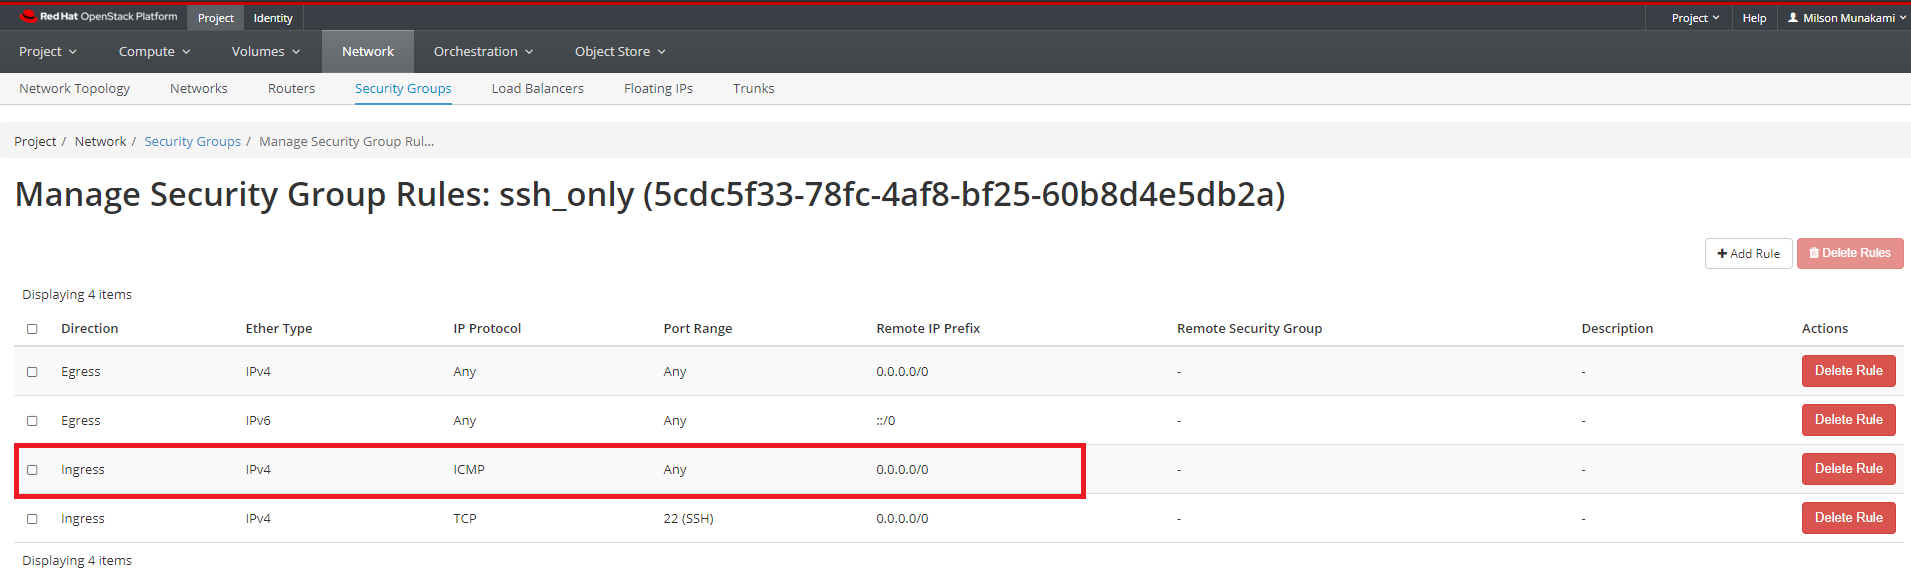 Red Hat OpenStack Platform Project Identity Project Help Milson Munakami
Project Compute Volumes Network Orchestration Object Store
Network Topology Networks Routers Security Groups Load Balancers Floating IPs Trunks
Project / Network / Security Groups / Manage Security Group Rul...
Manage Security Group Rules: ssh_only (5cdc5f33-78fc-4af8-bf25-60b8d4e5db2a)
Add Rule Delete Rules
Displaying 4 items
Direction Ether Type IP Protocol Port Range Remote IP Prefix Remote Security Group Description Actions
Egress IPv4 Any Any 0.0.0.0/0 - - Delete Rule
Egress IPv6 Any Any ::/0 - - Delete Rule
Ingress IPv4 ICMP Any 0.0.0.0/0 - - Delete Rule
Ingress IPv4 TCP 22 (SSH) 0.0.0.0/0 - - Delete Rule
Displaying 4 items